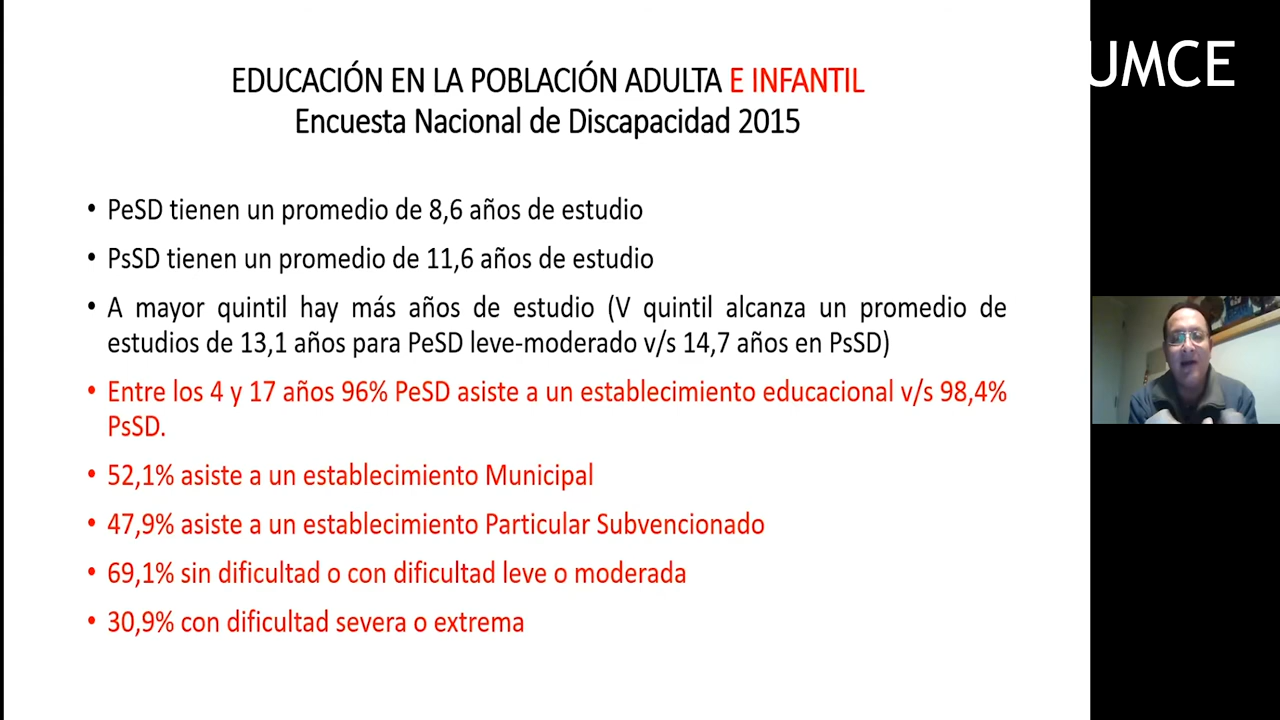 EDUCACIÓN EN LA POBLACIÓN ADULTA E INFANTIL
Encuesta Nacional de Discapacidad 2015
UMCE
• PeSD tienen un promedio de 8,6 años de estudio
• PsSD tienen un promedio de 11,6 años de estudio
• A mayor quintil hay más años de estudio (V quintil alcanza un promedio de
estudios de 13,1 años para PeSD leve-moderado v/s 14,7 años en PsSD)
• Entre los 4 y 17 años 96% PeSD asiste a un establecimiento educacional v/s 98,4%
PsSD.
• 52,1% asiste a un establecimiento Municipal
• 47,9% asiste a un establecimiento Particular Subvencionado
• 69,1% sin dificultad o con dificultad leve o moderada
• 30,9% con dificultad severa o extrema